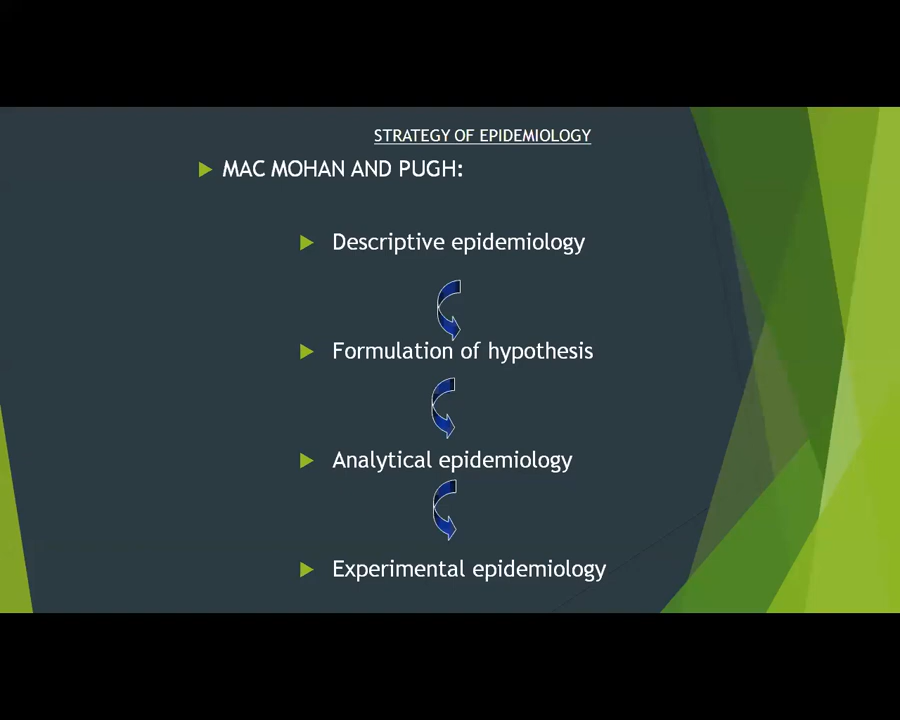 STRATEGY OF EPIDEMIOLOGY
MAC MOHAN AND PUGH:
Descriptive epidemiology
Formulation of hypothesis
Analytical epidemiology
Experimental epidemiology